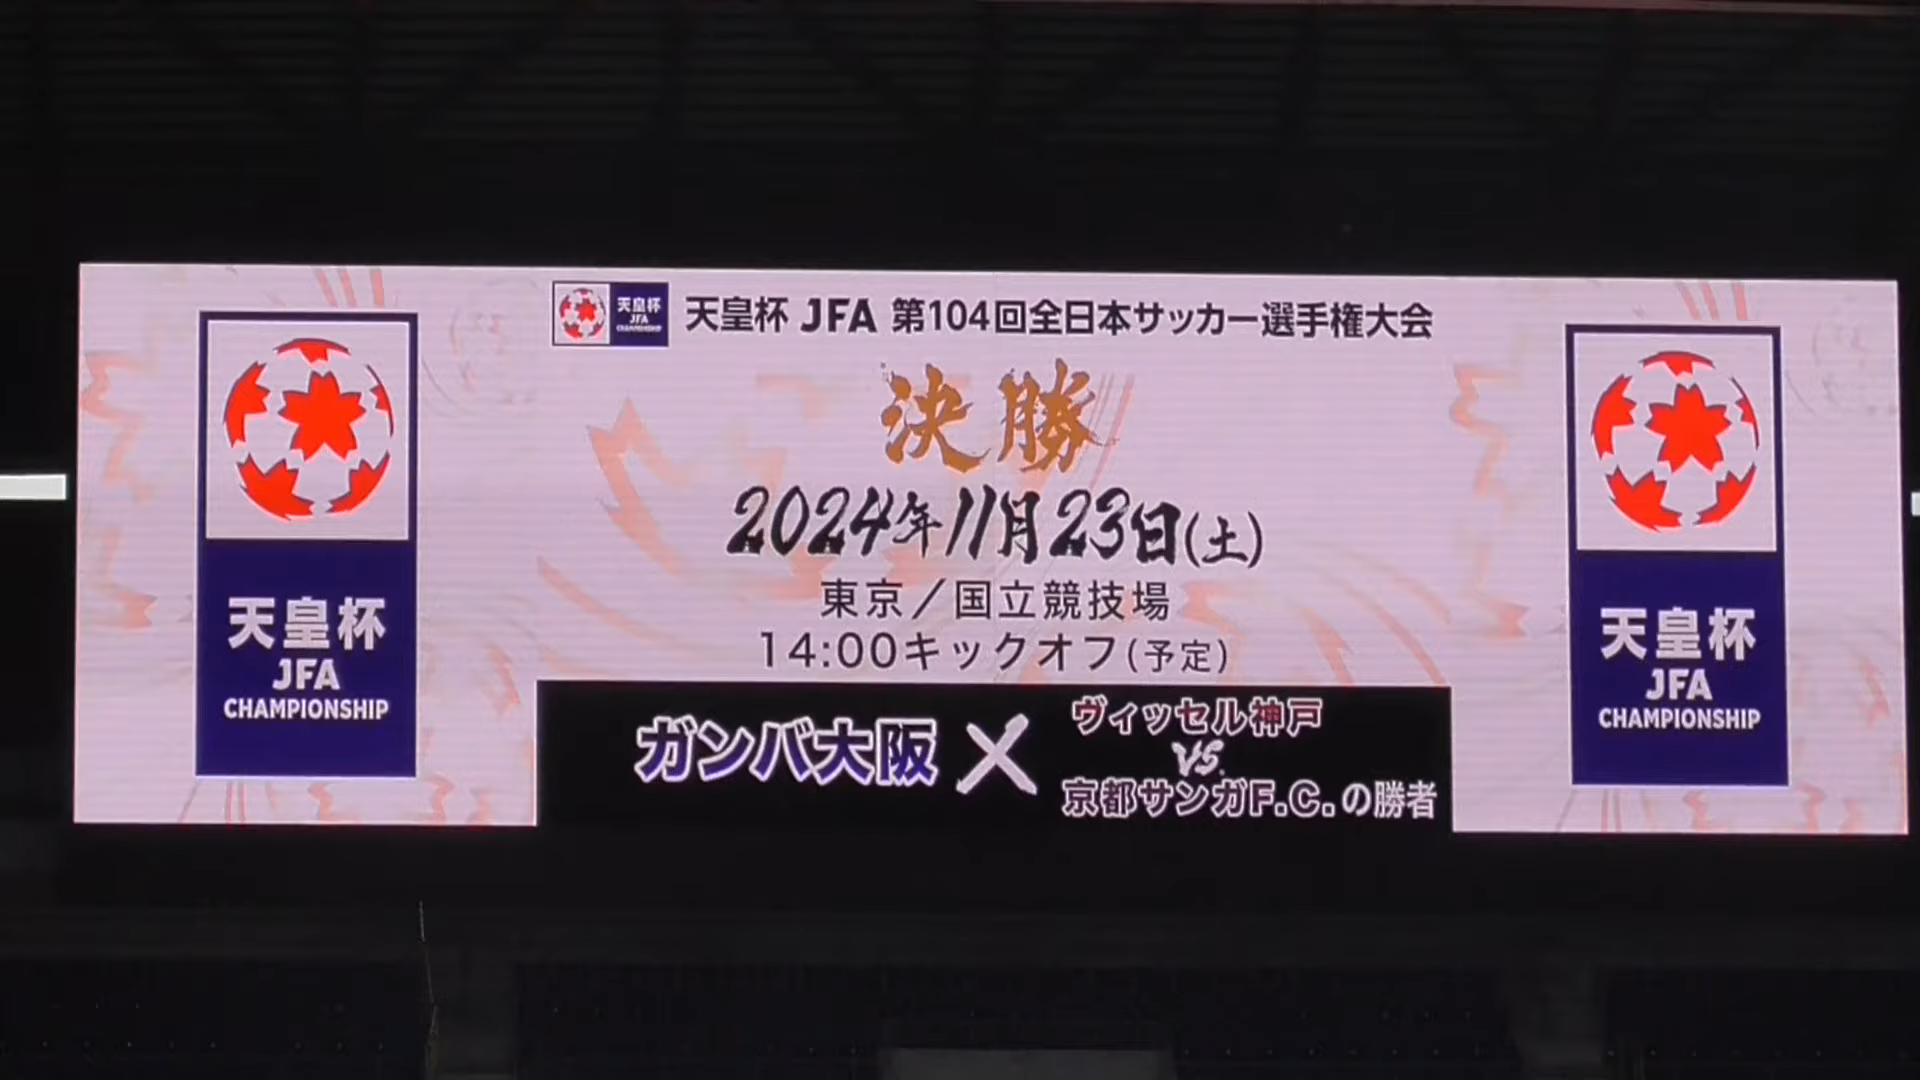 天皇杯
JFA
CHAMPIONSHIP
天皇杯
JFA
CHAMPIONSHIP
天皇杯 JFA 第104回全日本サッカー選手権大会
決勝
2024年11月23日(土)
東京／国立競技場
14:00キックオフ(予定)
ガンバ大阪 × ヴィッセル神戸
VS.
京都サンガF.C.の勝者
天皇杯
JFA
CHAMPIONSHIP